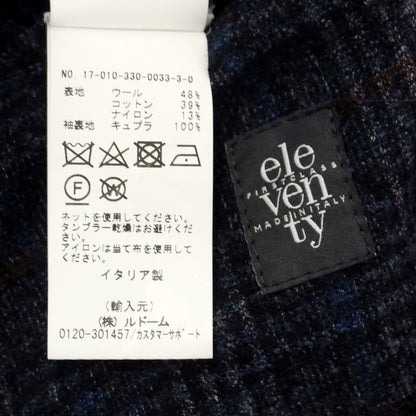 NO. 17-010-330-0033-3-0
表地 ウール 48%
コットン 39%
ナイロン 13%
袖裏地 キュプラ 100%
F W
ネットを使用してください。
タンブラー乾燥はお避けくだ
さい。
アイロンは当て布を使用して
ください。
イタリア製
(輸入元)
(株) ルドーム
0120-301457/カスタマーサポート
ele
FIRSTCLASS
ven
MADEINITALY
ty